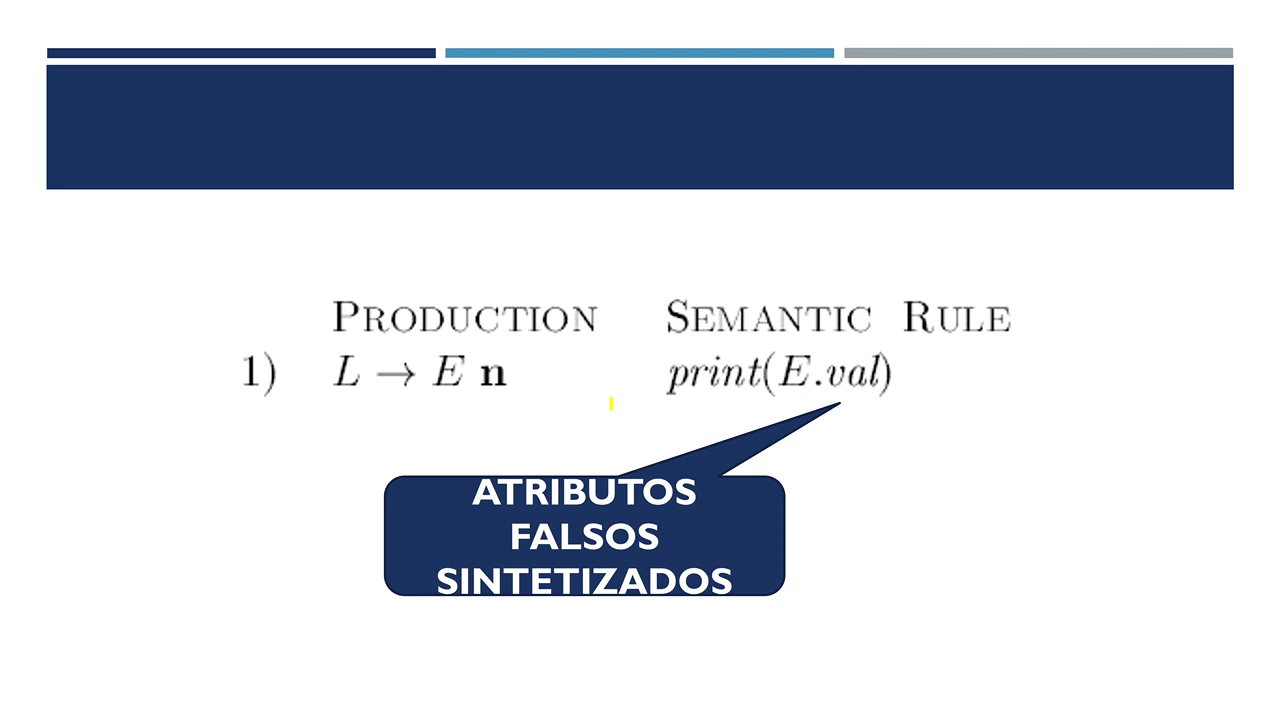 PRODUCTION SEMANTIC RULE
1) L → E n print(E.val)
ATRIBUTOS
FALSOS
SINTETIZADOS